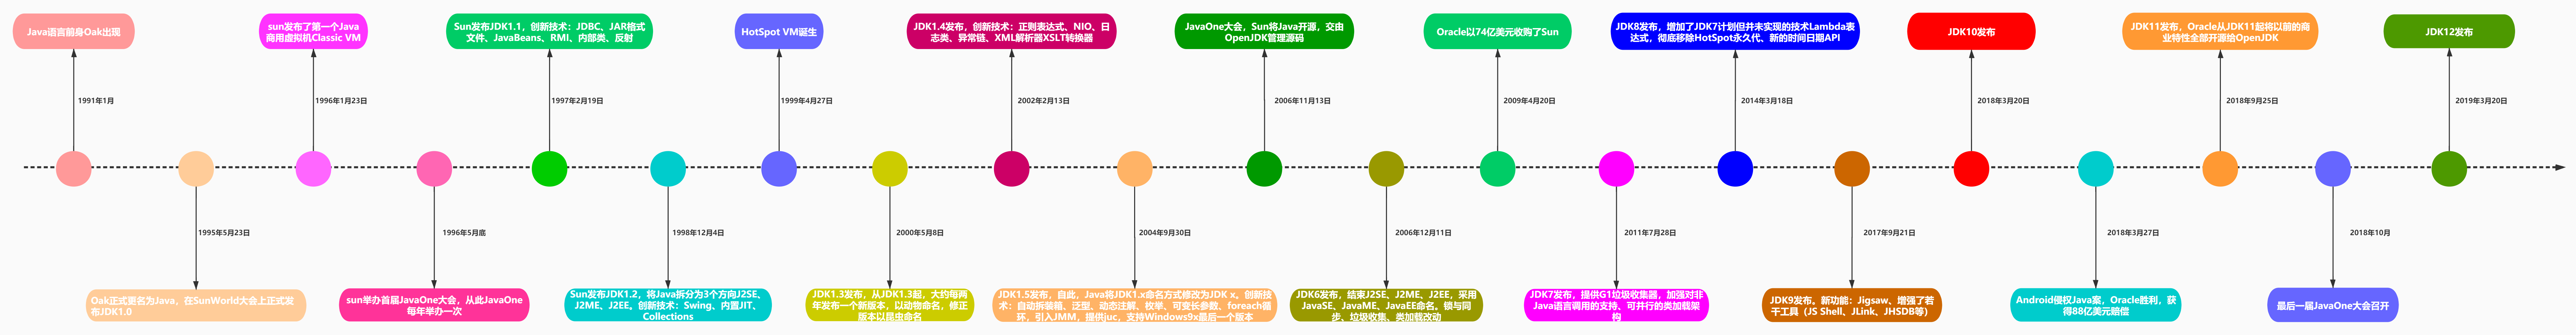 Java语言前身Oak出现
sun发布了第一个Java
商用虚拟机Classic VM
Sun发布JDK1.1，创新技术：JDBC、JAR格式
文件、JavaBeans、RMI、内部类、反射
HotSpot VM诞生
JDK1.4发布，创新技术：正则表达式、NIO、日
志类、异常链、XML解析器XSLT转换器
JavaOne大会，Sun将Java开源，交由
OpenJDK管理源码
Oracle以74亿美元收购了Sun
JDK8发布，增加了JDK7计划但并未实现的技术Lambda表
达式，彻底移除HotSpot永久代、新的时间日期API
JDK10发布
JDK11发布，Oracle从JDK11起将以前的商
业特性全部开源给OpenJDK
JDK12发布
1991年1月
1996年1月23日
1997年2月19日
1999年4月27日
2002年2月13日
2006年11月13日
2009年4月20日
2014年3月18日
2018年3月20日
2018年9月25日
2019年3月20日
1995年5月23日
1996年5月底
1998年12月4日
2000年5月8日
2004年9月30日
2006年12月11日
2011年7月28日
2017年9月21日
2018年3月27日
2018年10月
Oak正式更名为Java，在SunWorld大会上正式发
布JDK1.0
sun举办首届JavaOne大会，从此JavaOne
每年举办一次
Sun发布JDK1.2，将Java拆分为3个方向J2SE、
J2ME、J2EE，创新技术：Swing、内置JIT、
Collections
JDK1.3发布，从JDK1.3起，大约每两
年发布一个新版本，以动物命名，修正
版本以昆虫命名
JDK1.5发布，自此，Java将JDK1.x命名方式修改为JDK x。创新技
术：自动拆装箱、泛型、动态注解、枚举、可变长参数、foreach循
环，引入JMM，提供juc，支持Windows9x最后一个版本
JDK6发布，结束J2SE、J2ME、J2EE，采用
JavaSE、JavaME、JavaEE命名。锁与同
步、垃圾收集、类加载改动
JDK7发布，提供G1垃圾收集器，加强对非
Java语言调用的支持、可并行的类加载架
构
JDK9发布，新功能：Jigsaw、增强了若
干工具（JS Shell、JLink、JHSDB等）
Android侵权Java案，Oracle胜利，获
得88亿美元赔偿
最后一届JavaOne大会召开